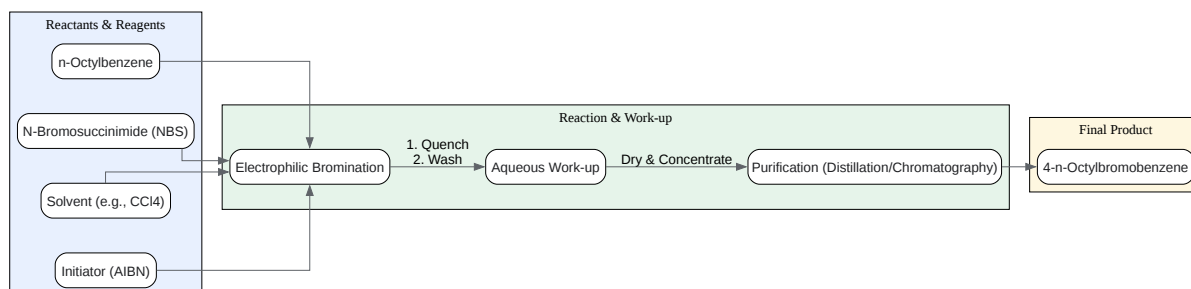 Reactants & Reagents
n-Octylbenzene
N-Bromosuccinimide (NBS)
Solvent (e.g., CCl4)
Initiator (AIBN)
Reaction & Work-up
Electrophilic Bromination
1. Quench
2. Wash
Aqueous Work-up
Dry & Concentrate
Purification (Distillation/Chromatography)
Final Product
4-n-Octylbromobenzene